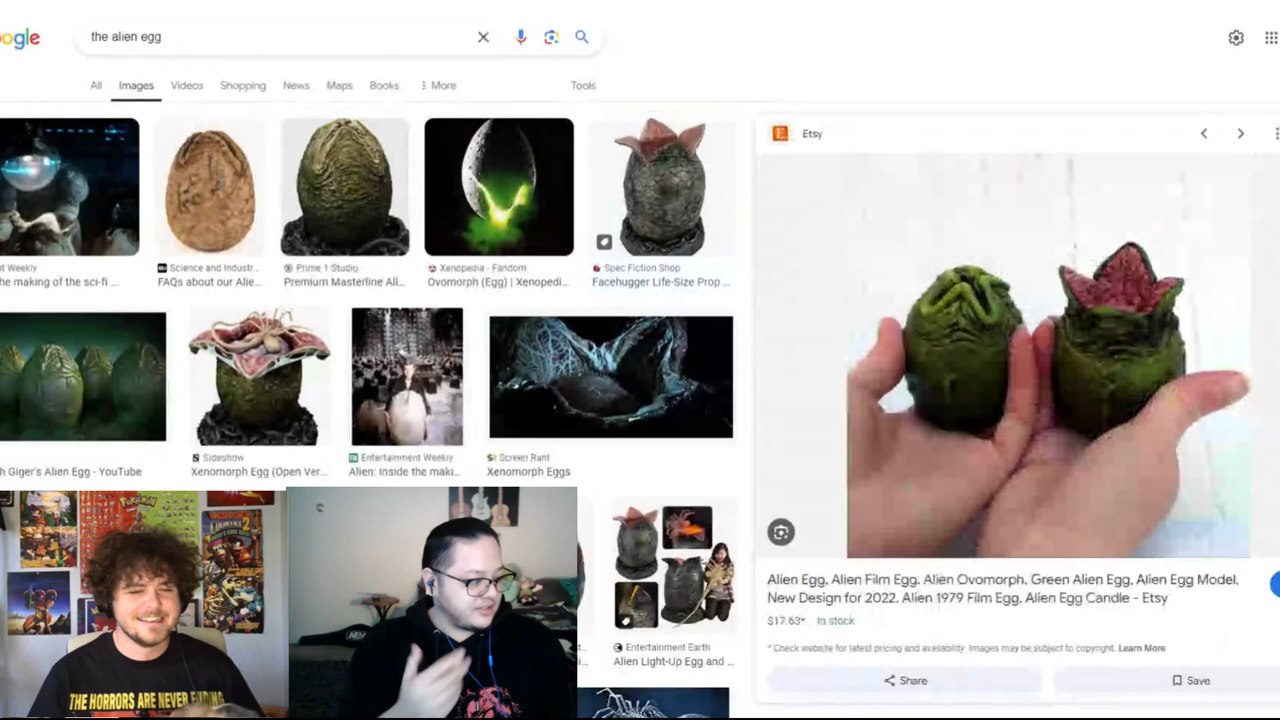 ogle
the alien egg
All Images Videos Shopping News Maps Books More Tools
Etsy
t Weekly
he making of the sci-fi ...
Science and Industr...
FAQs about our Alie...
Prime 1 Studio
Premium Masterline Ali...
Xenopedia - Fandom
Ovomorph (Egg) | Xenopedi...
Spec Fiction Shop
Facehugger Life-Size Prop ...
h Giger's Alien Egg - YouTube
Sideshow
Xenomorph Egg (Open Ver...
Entertainment Weekly
Alien: Inside the maki...
Screen Rant
Xenomorph Eggs
Entertainment Earth
Alien Light-Up Egg and ...
Alien Egg, Alien Film Egg, Alien Ovomorph, Green Alien Egg, Alien Egg Model,
New Design for 2022, Alien 1979 Film Egg, Alien Egg Candle - Etsy
$17.63* In stock
* Check website for latest pricing and availability. Images may be subject to copyright. Learn More
Share
Save
POKÉMON
COUNTRY 2
THE HORRORS ARE NEVER